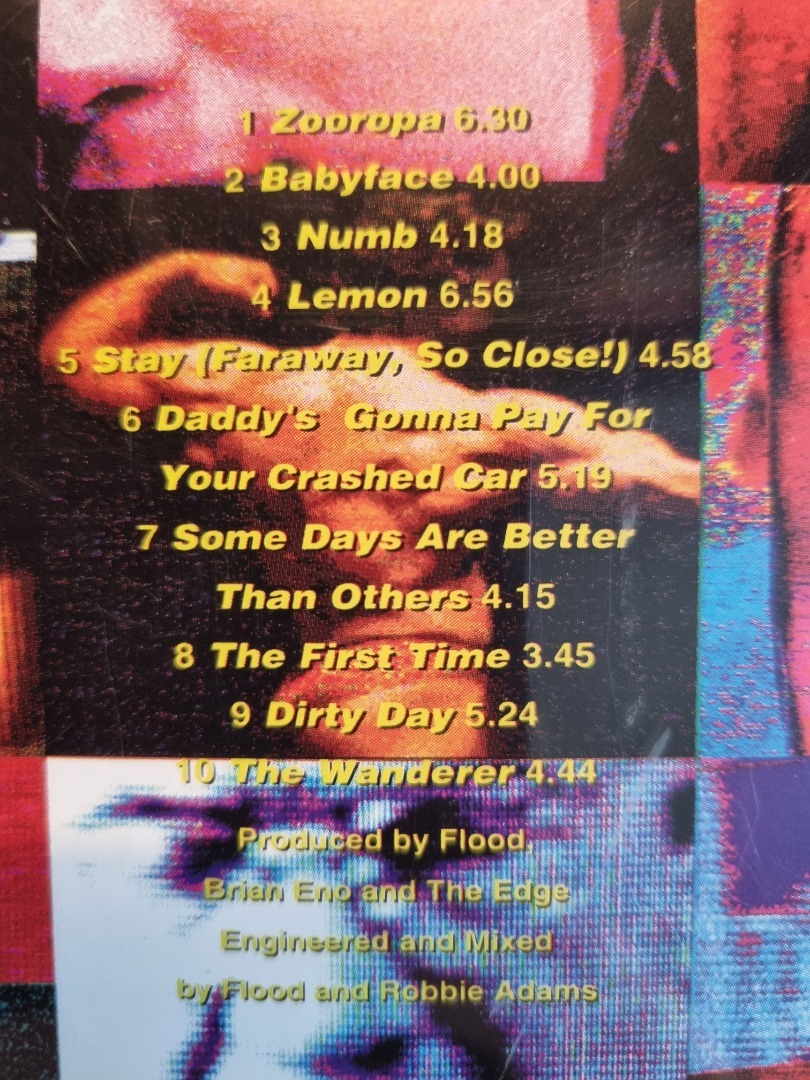 1 Zooropa 6.30
2 Babyface 4.00
3 Numb 4.18
4 Lemon 6.56
5 Stay (Faraway, So Close!) 4.58
6 Daddy's Gonna Pay For
Your Crashed Car 5.19
7 Some Days Are Better
Than Others 4.15
8 The First Time 3.45
9 Dirty Day 5.24
10 The Wanderer 4.44
Produced by Flood,
Brian Eno and The Edge
Engineered and Mixed
by Flood and Robbie Adams